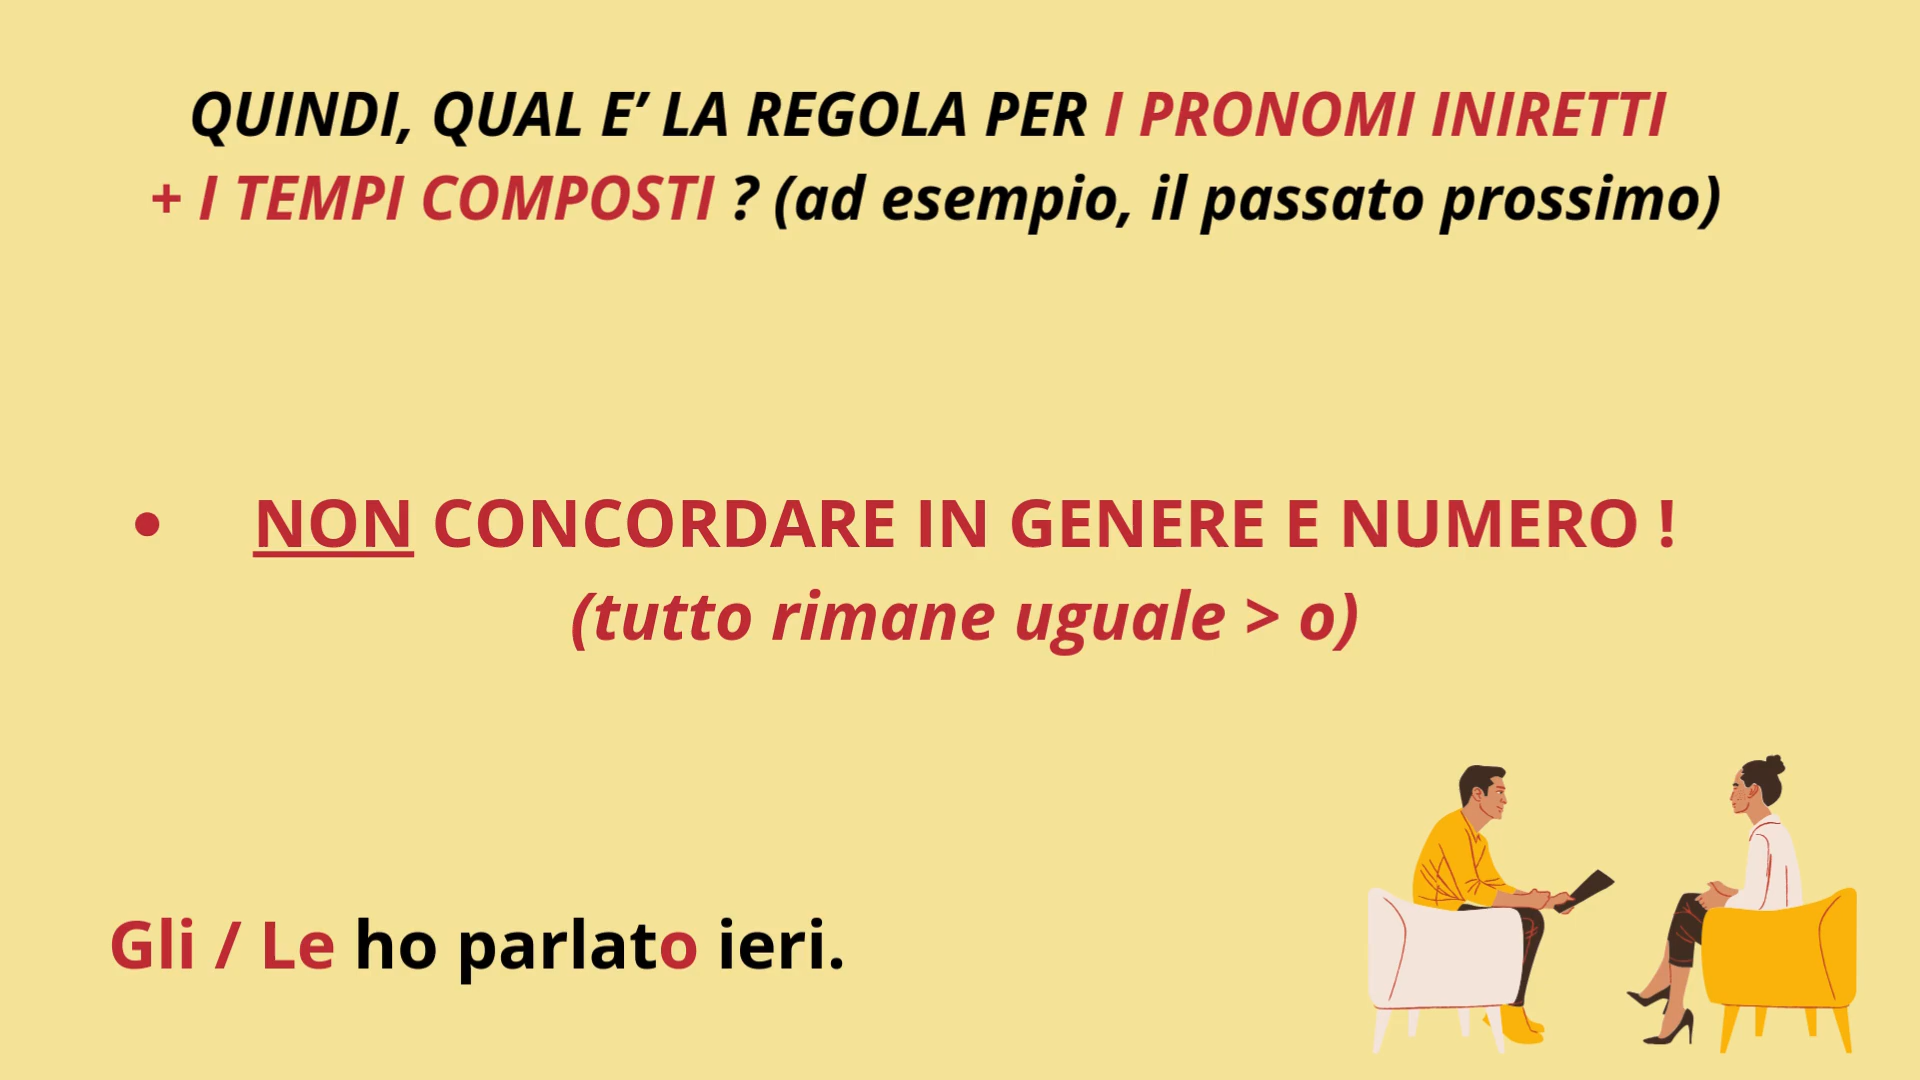 QUINDI, QUAL E’ LA REGOLA PER I PRONOMI INIRETTI
+ I TEMPI COMPOSTI ? (ad esempio, il passato prossimo)
• NON CONCORDARE IN GENERE E NUMERO !
(tutto rimane uguale > o)
Gli / Le ho parlato ieri.